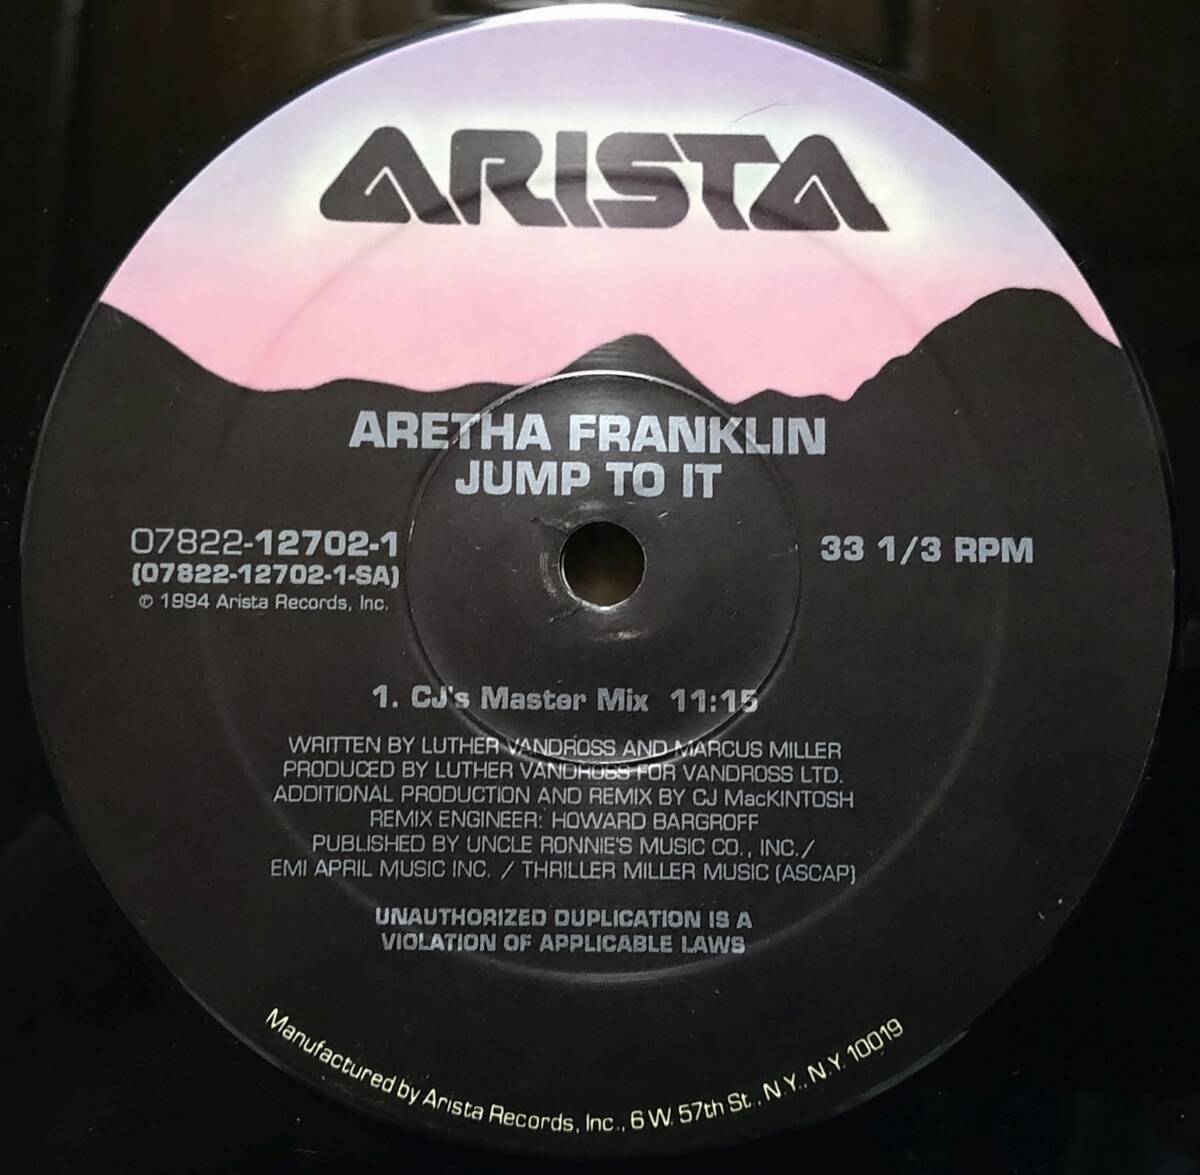 ARISTA
ARETHA FRANKLIN
JUMP TO IT
07822-12702-1
(07822-12702-1-SA)
℗ 1994 Arista Records, Inc.
33 1/3 RPM
1. CJ's Master Mix 11:15
WRITTEN BY LUTHER VANDROSS AND MARCUS MILLER
PRODUCED BY LUTHER VANDROSS FOR VANDROSS LTD.
ADDITIONAL PRODUCTION AND REMIX BY CJ MacKINTOSH
REMIX ENGINEER: HOWARD BARGROFF
PUBLISHED BY UNCLE RONNIE'S MUSIC CO., INC./
EMI APRIL MUSIC INC. / THRILLER MILLER MUSIC (ASCAP)
UNAUTHORIZED DUPLICATION IS A
VIOLATION OF APPLICABLE LAWS
Manufactured by Arista Records, Inc., 6 W. 57th St., N.Y., N.Y. 10019